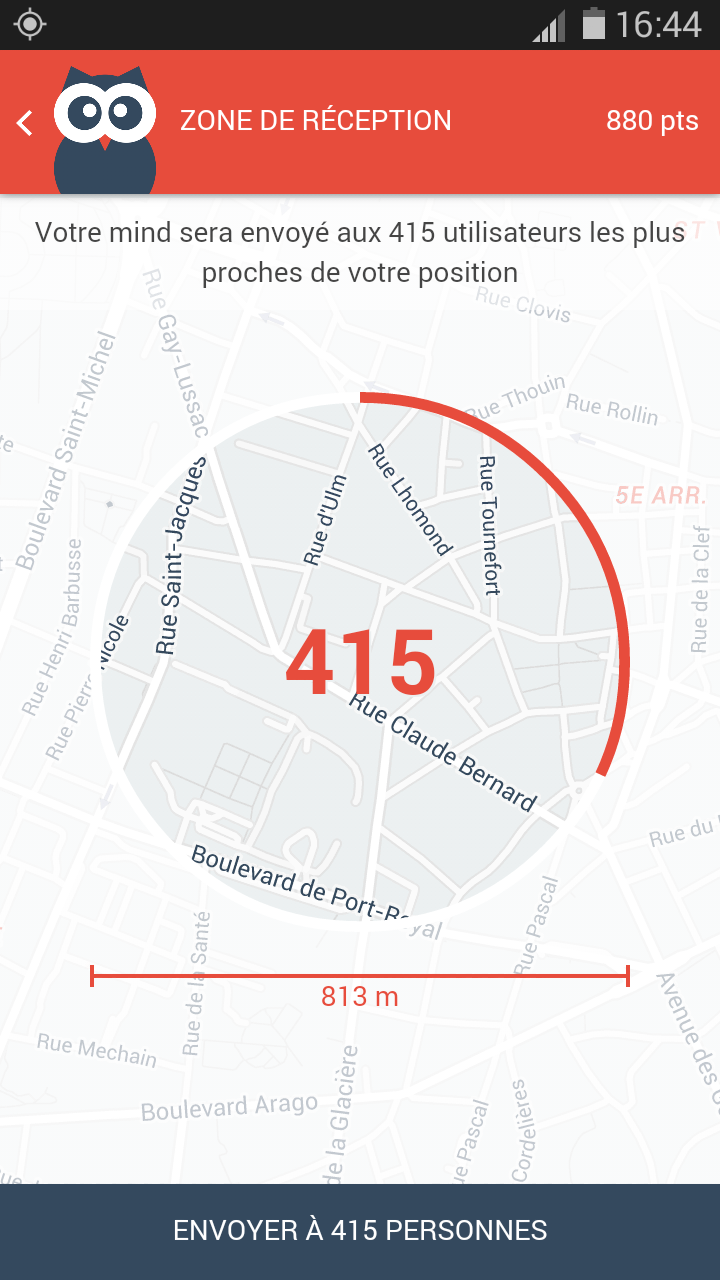 16:44
ZONE DE RÉCEPTION
880 pts
Votre mind sera envoyé aux 415 utilisateurs les plus
proches de votre position
Rue Clovis
Rue Gay-Lussac
Boulevard Saint-Michel
Rue Thouin
Rue Rollin
5E ARR.
Rue Saint-Jacques
Rue d'Ulm
Rue Lhomond
Rue Tournefort
Rue de la Clef
Rue Henri Barbusse
Rue Pierre Nicole
415
Rue Claude Bernard
Rue du
Boulevard de Port-Royal
Rue Pascal
Rue de la Santé
813 m
Avenue des
Rue Mechain
Boulevard Arago
de la Glacière
ue Pascal
Cordelières
ENVOYER À 415 PERSONNES